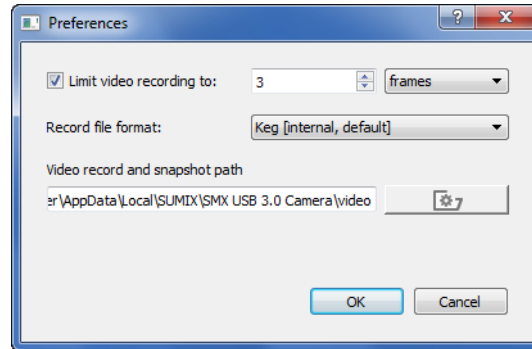 Preferences
Limit video recording to: 3 frames
Record file format: Keg [internal, default]
Video record and snapshot path
er\AppData\Local\SUMIX\SMX USB 3.0 Camera\video
OK Cancel